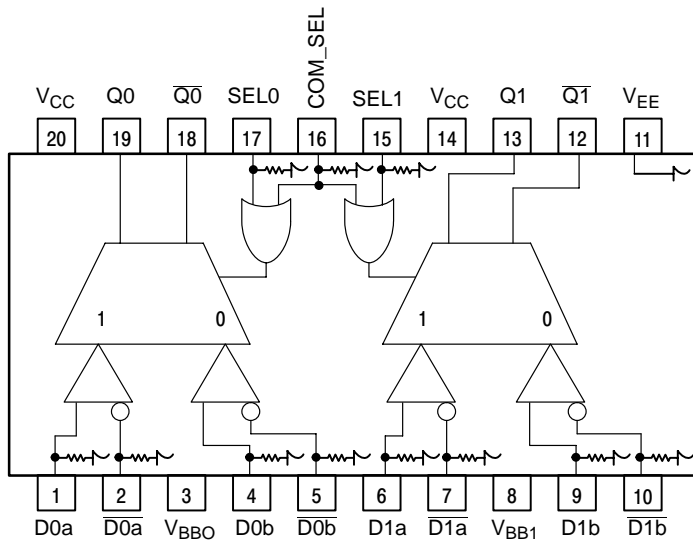 COM_SEL
VCC Q0 Q0 SEL0 SEL1 VCC Q1 Q1 VEE
20 19 18 17 16 15 14 13 12 11
1 0 1 0
1 2 3 4 5 6 7 8 9 10
D0a D0a VBBO D0b D0b D1a D1a VBB1 D1b D1b